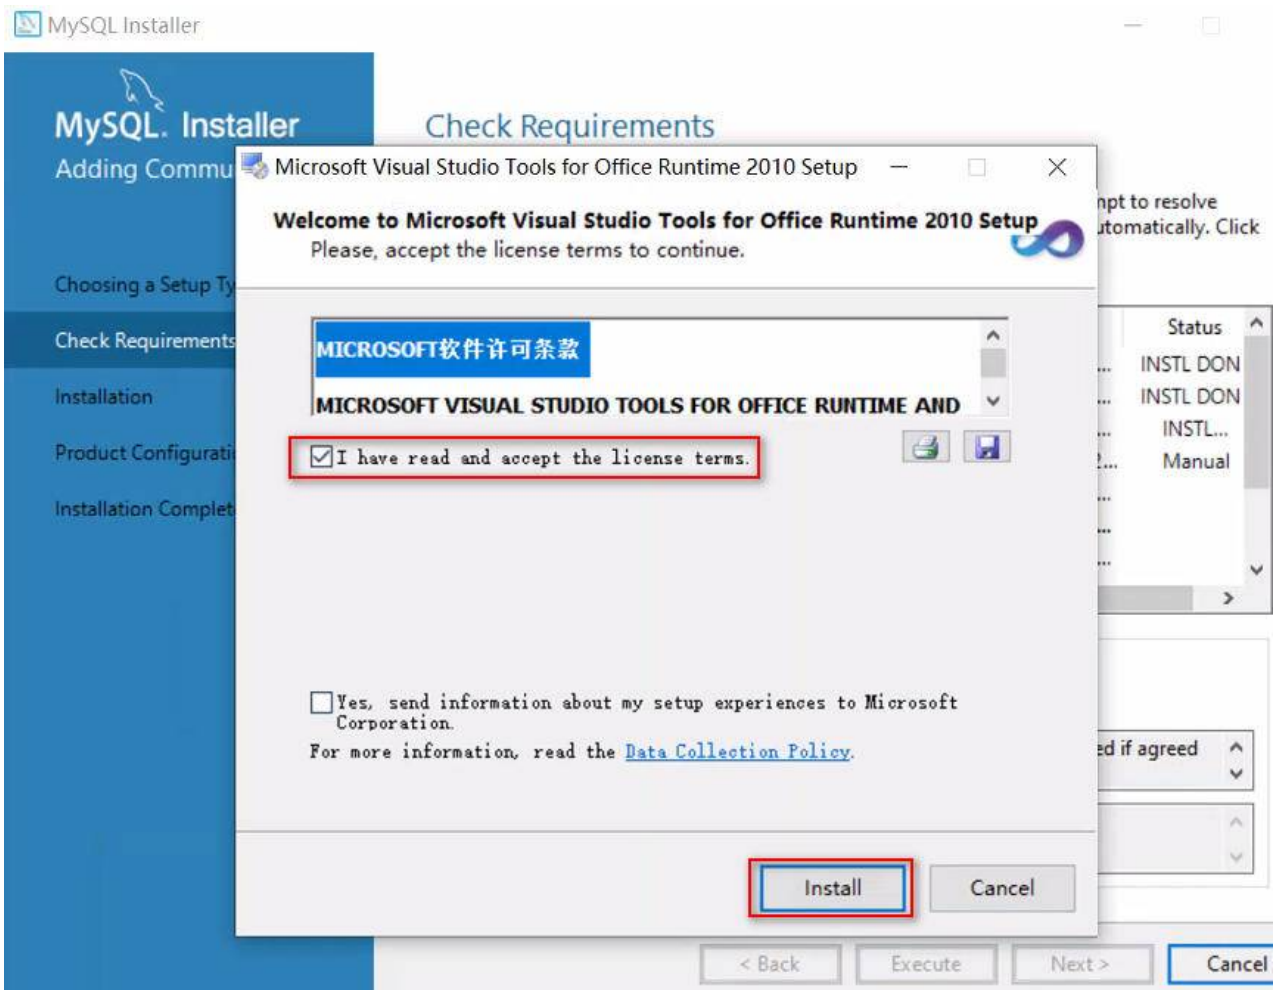 MySQL Installer
MySQL. Installer
Adding Commu
Check Requirements
Choosing a Setup Ty
Check Requirements
Installation
Product Configurati
Installation Complet
Microsoft Visual Studio Tools for Office Runtime 2010 Setup
Welcome to Microsoft Visual Studio Tools for Office Runtime 2010 Setup
Please, accept the license terms to continue.
MICROSOFT软件许可条款
MICROSOFT VISUAL STUDIO TOOLS FOR OFFICE RUNTIME AND
I have read and accept the license terms.
Yes, send information about my setup experiences to Microsoft
Corporation.
For more information, read the Data Collection Policy.
Install
Cancel
npt to resolve
utomatically. Click
Status
... INSTL DON
... INSTL DON
... INSTL...
2... Manual
...
...
...
ed if agreed
< Back
Execute
Next >
Cancel